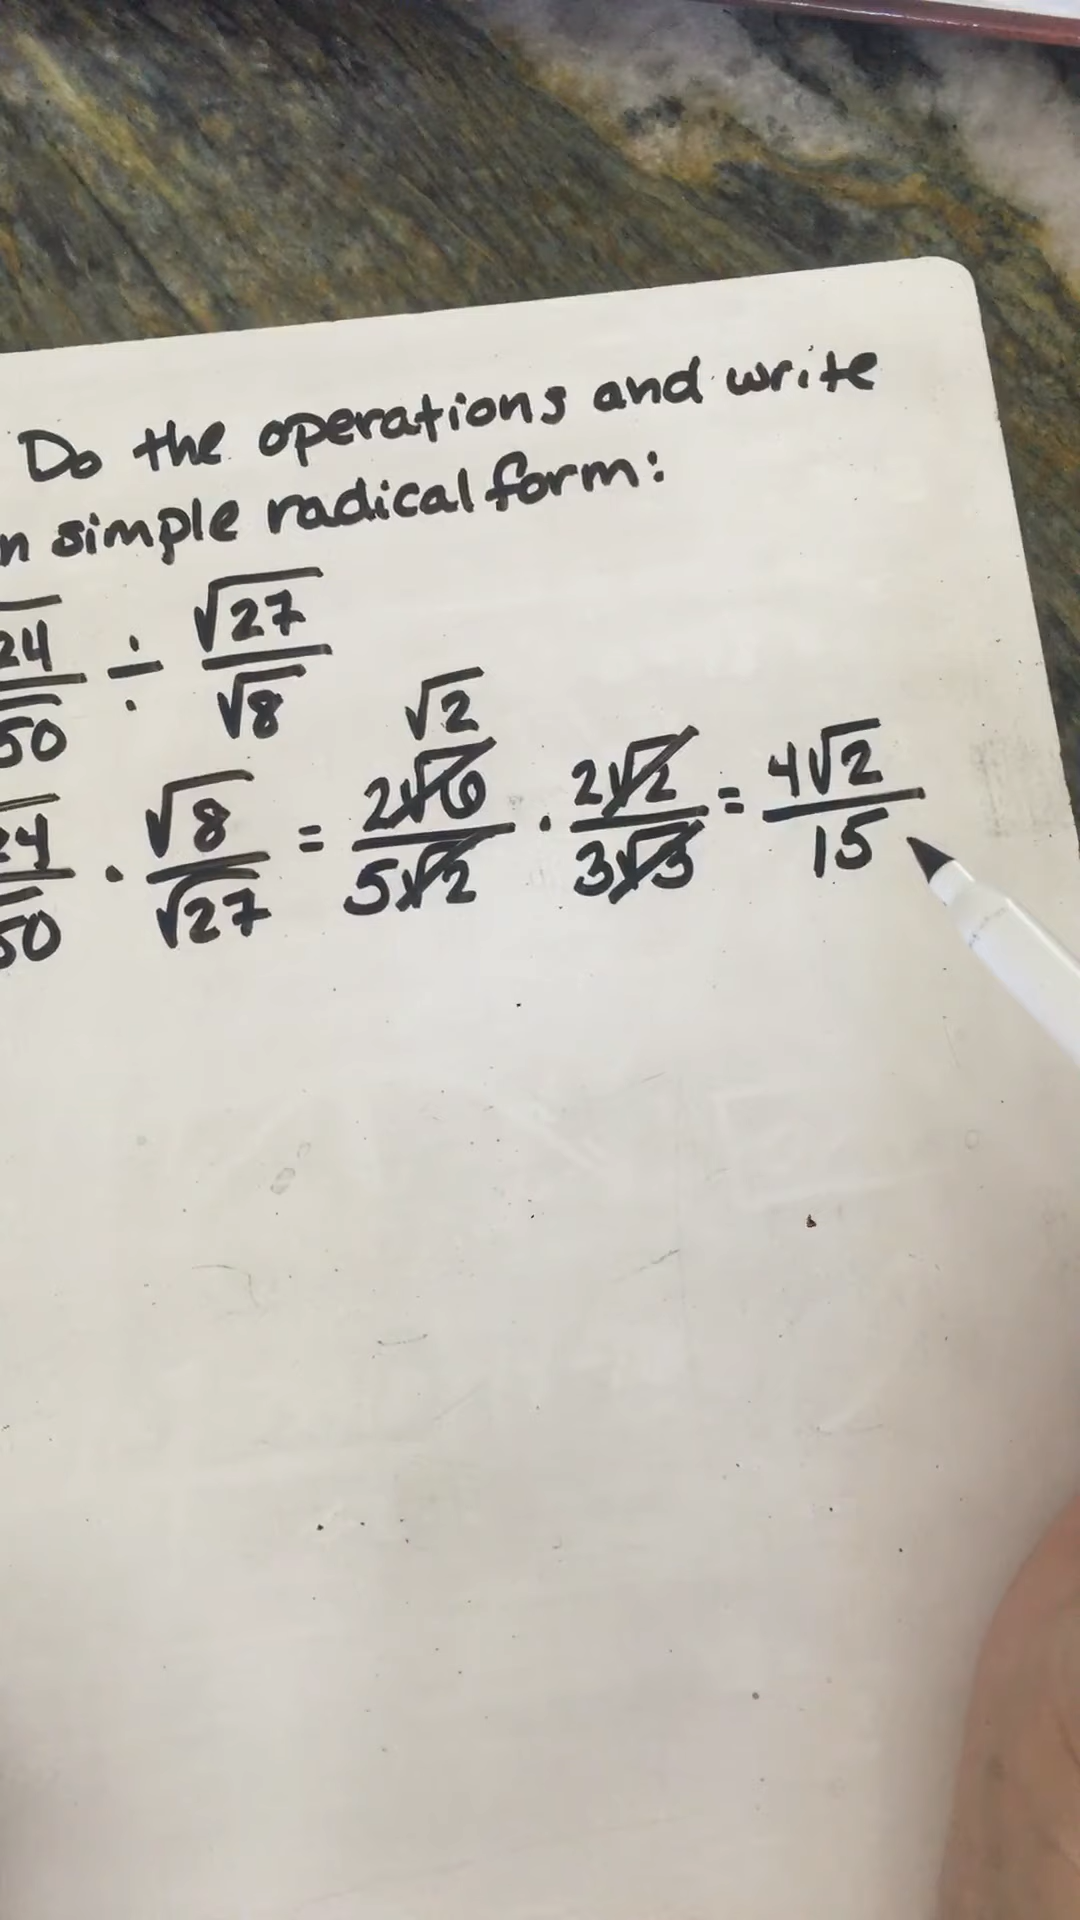 Do the operations and write
n simple radical form:
24/50 ÷ √27/√8
24/50 · √8/√27 = √2 2√6/5√2 · 2√2/3√3 = 4√2/15